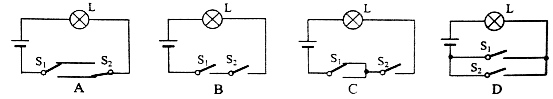 L L L L
S₁ S₂ S₁ S₂ S₁ S₂ S₁
S₂
A B C D